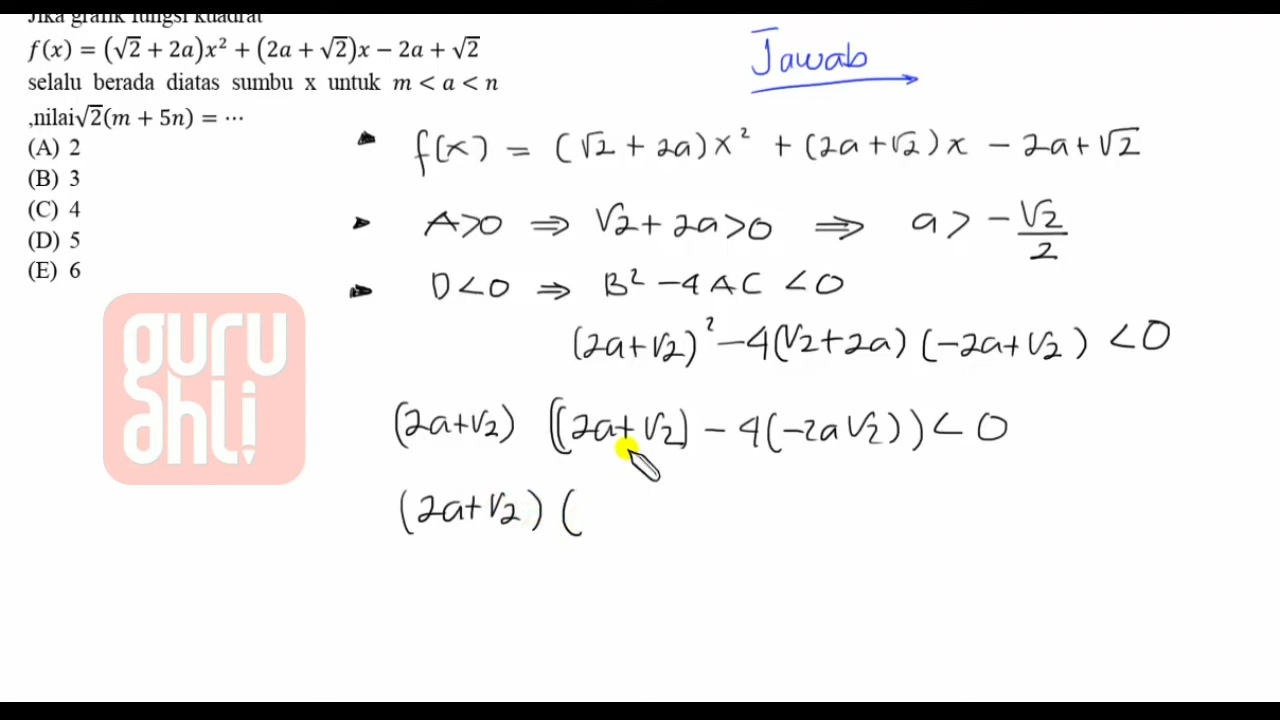 Jika grafik fungsi kuadrat
f(x) = (√2 + 2a)x² + (2a + √2)x − 2a + √2
selalu berada diatas sumbu x untuk m < a < n
,nilai√2(m + 5n) = ⋯
(A) 2
(B) 3
(C) 4
(D) 5
(E) 6
guru
ahli
Jawab
f(x) = (√2 + 2a)x² + (2a+√2)x − 2a+√2
A>0 ⇒ √2+ 2a>0 ⇒ a > −√2/2
D<0 ⇒ B² −4AC <0
(2a+√2)² −4(√2+2a) (−2a+√2) <0
(2a+√2) ((2a+√2) − 4(−2a√2)) < 0
(2a+√2) (